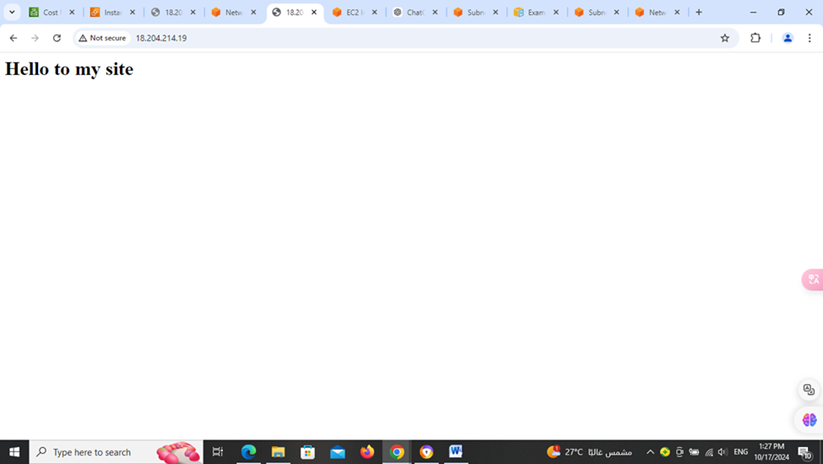 Cost
Instan
18.20
Netw
18.20
EC2 I
Chat
Subn
Exam
Subn
Netw
Not secure
18.204.214.19
Hello to my site
Type here to search
27°C
مشمس غالبًا
ENG
1:27 PM
10/17/2024